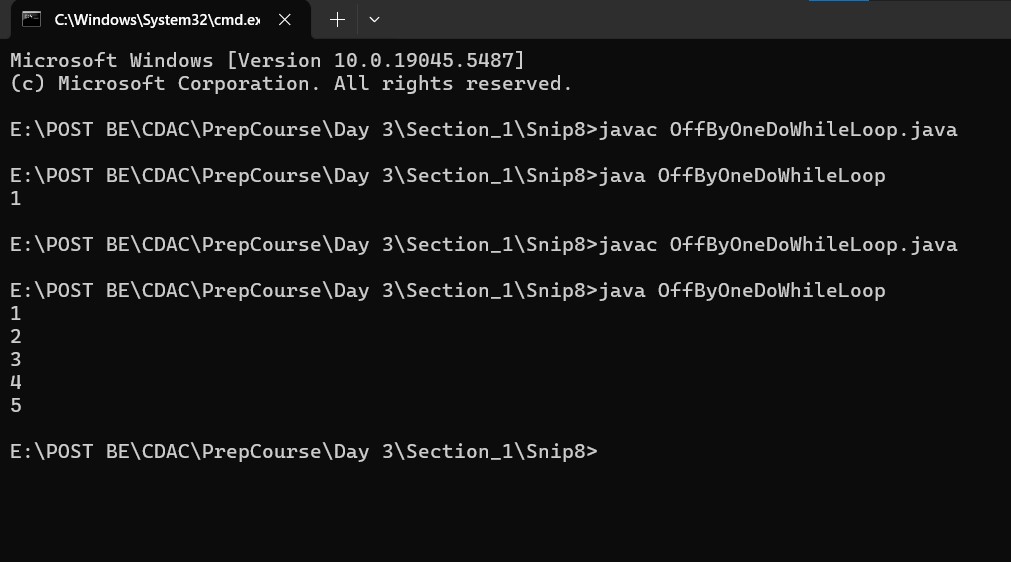 C:\Windows\System32\cmd.ex
Microsoft Windows [Version 10.0.19045.5487]
(c) Microsoft Corporation. All rights reserved.
E:\POST BE\CDAC\PrepCourse\Day 3\Section_1\Snip8>javac OffByOneDoWhileLoop.java
E:\POST BE\CDAC\PrepCourse\Day 3\Section_1\Snip8>java OffByOneDoWhileLoop
1
E:\POST BE\CDAC\PrepCourse\Day 3\Section_1\Snip8>javac OffByOneDoWhileLoop.java
E:\POST BE\CDAC\PrepCourse\Day 3\Section_1\Snip8>java OffByOneDoWhileLoop
1
2
3
4
5
E:\POST BE\CDAC\PrepCourse\Day 3\Section_1\Snip8>